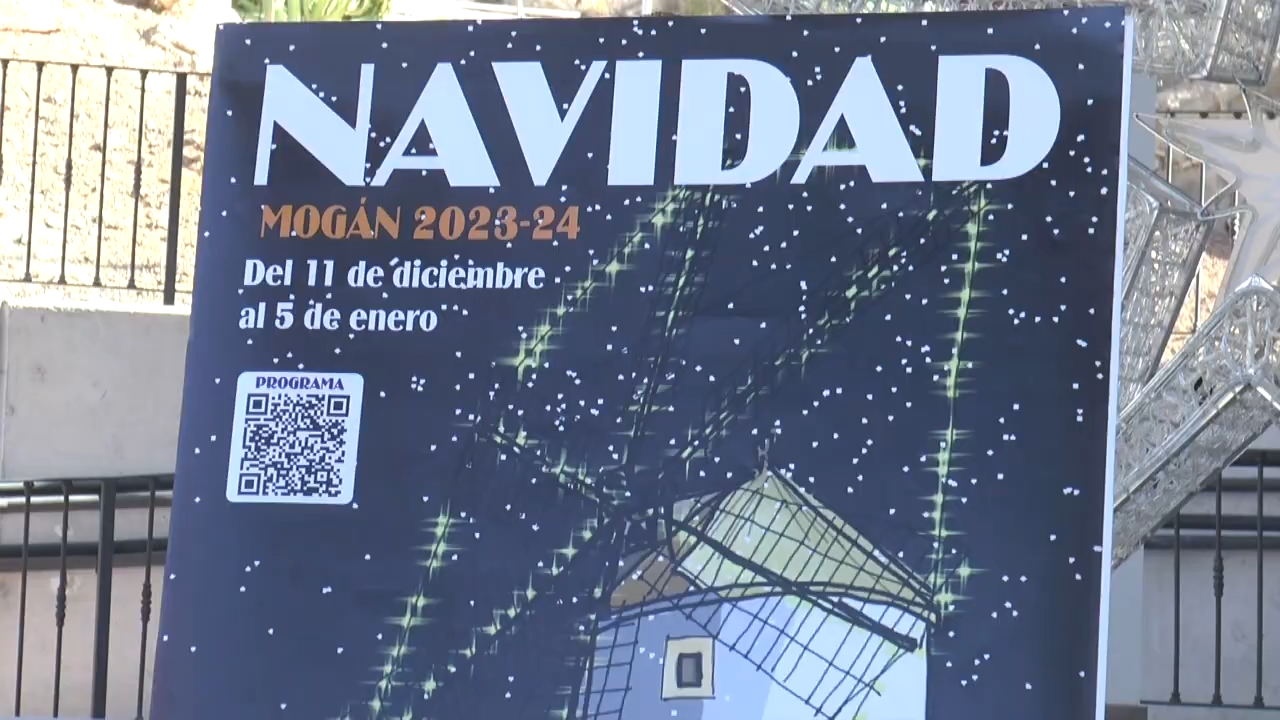 NAVIDAD
MOGÁN 2023-24
Del 11 de diciembre
al 5 de enero
PROGRAMA